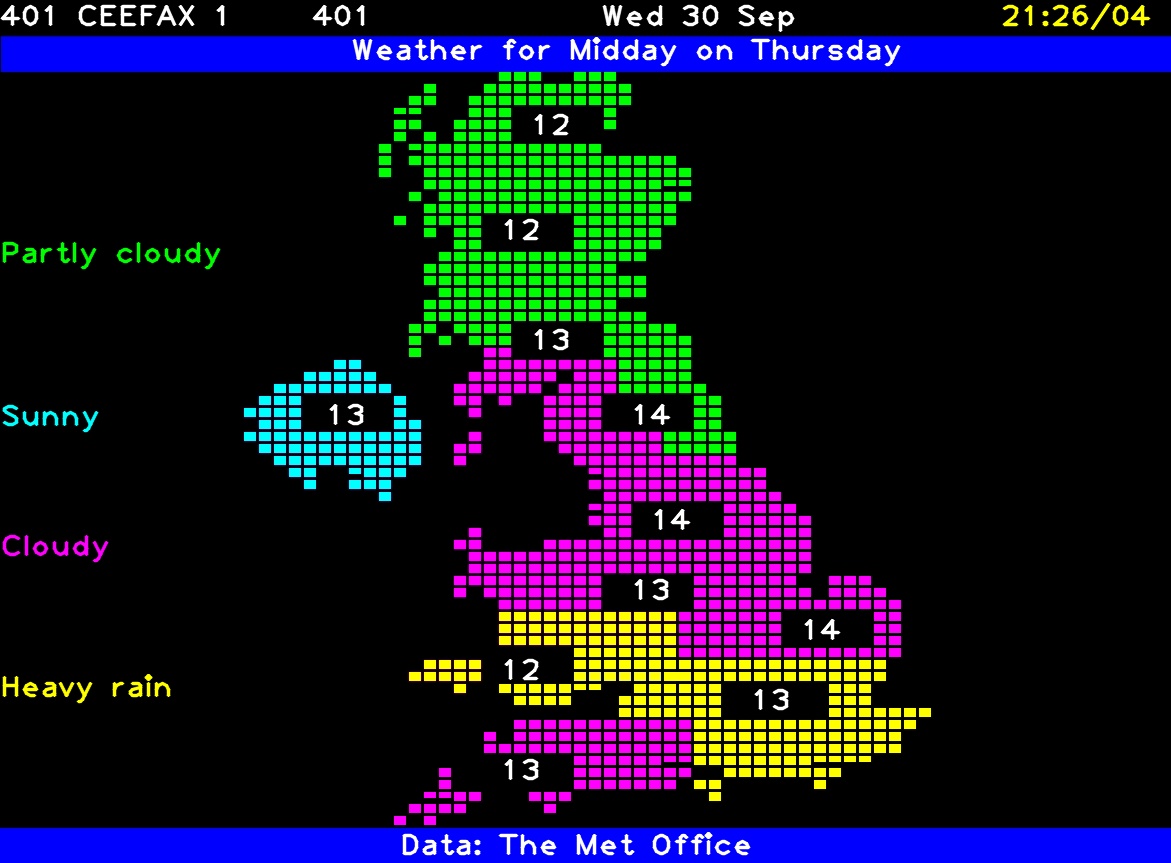 401 CEEFAX 1 401 Wed 30 Sep 21:26/04
Weather for Midday on Thursday
12
12
Partly cloudy
13
Sunny 13 14
14
Cloudy
13
14
12
Heavy rain 13
13
Data: The Met Office